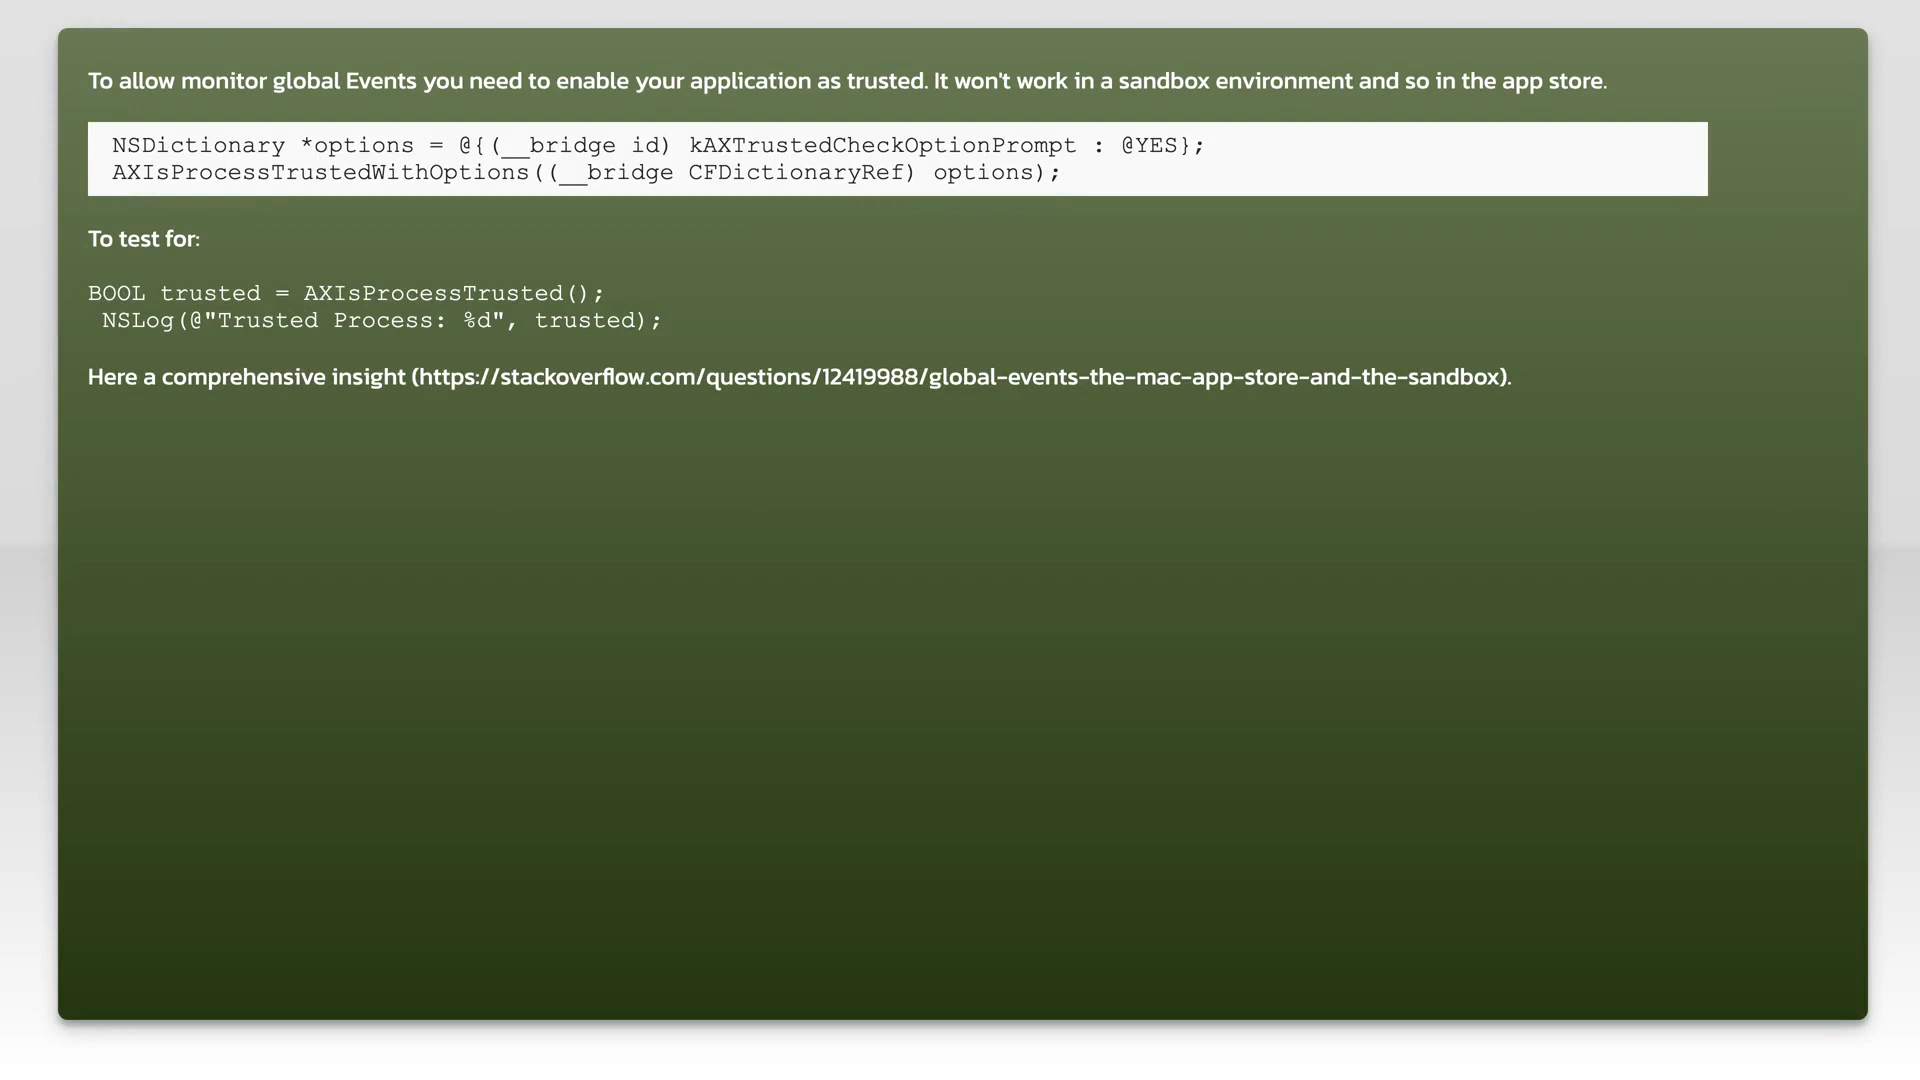 To allow monitor global Events you need to enable your application as trusted. It won't work in a sandbox environment and so in the app store.
NSDictionary *options = @{(__bridge id) kAXTrustedCheckOptionPrompt : @YES};
AXIsProcessTrustedWithOptions((__bridge CFDictionaryRef) options);
To test for:
BOOL trusted = AXIsProcessTrusted();
NSLog(@"Trusted Process: %d", trusted);
Here a comprehensive insight (https://stackoverflow.com/questions/12419988/global-events-the-mac-app-store-and-the-sandbox).